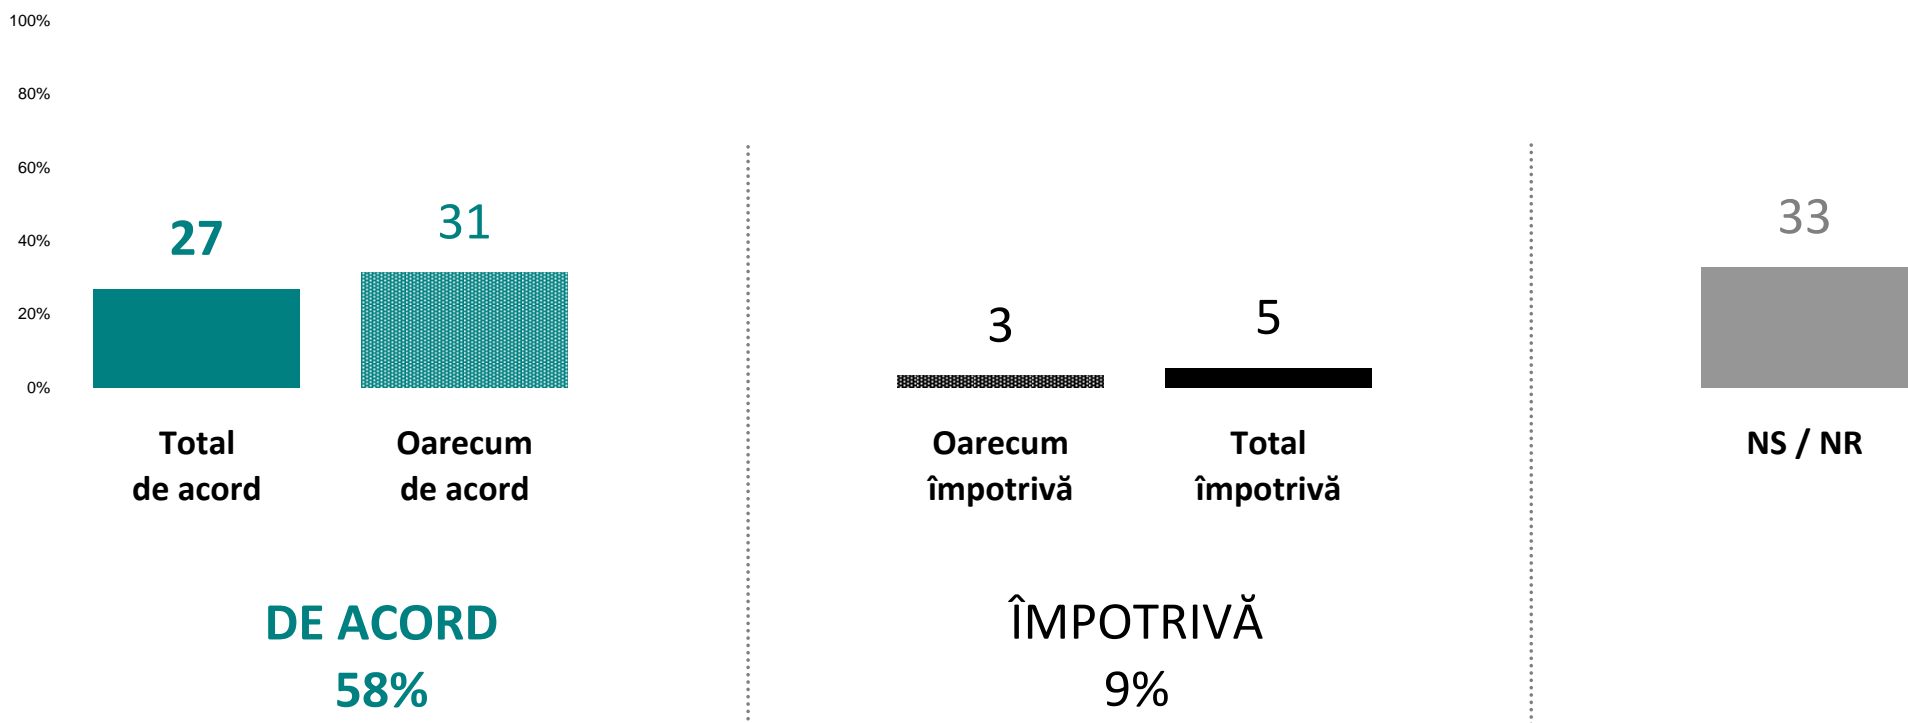 100%
80%
60%
40%
20%
0%
27
31
3
5
33
Total
de acord
Oarecum
de acord
Oarecum
împotrivă
Total
împotrivă
NS / NR
DE ACORD
58%
ÎMPOTRIVĂ
9%